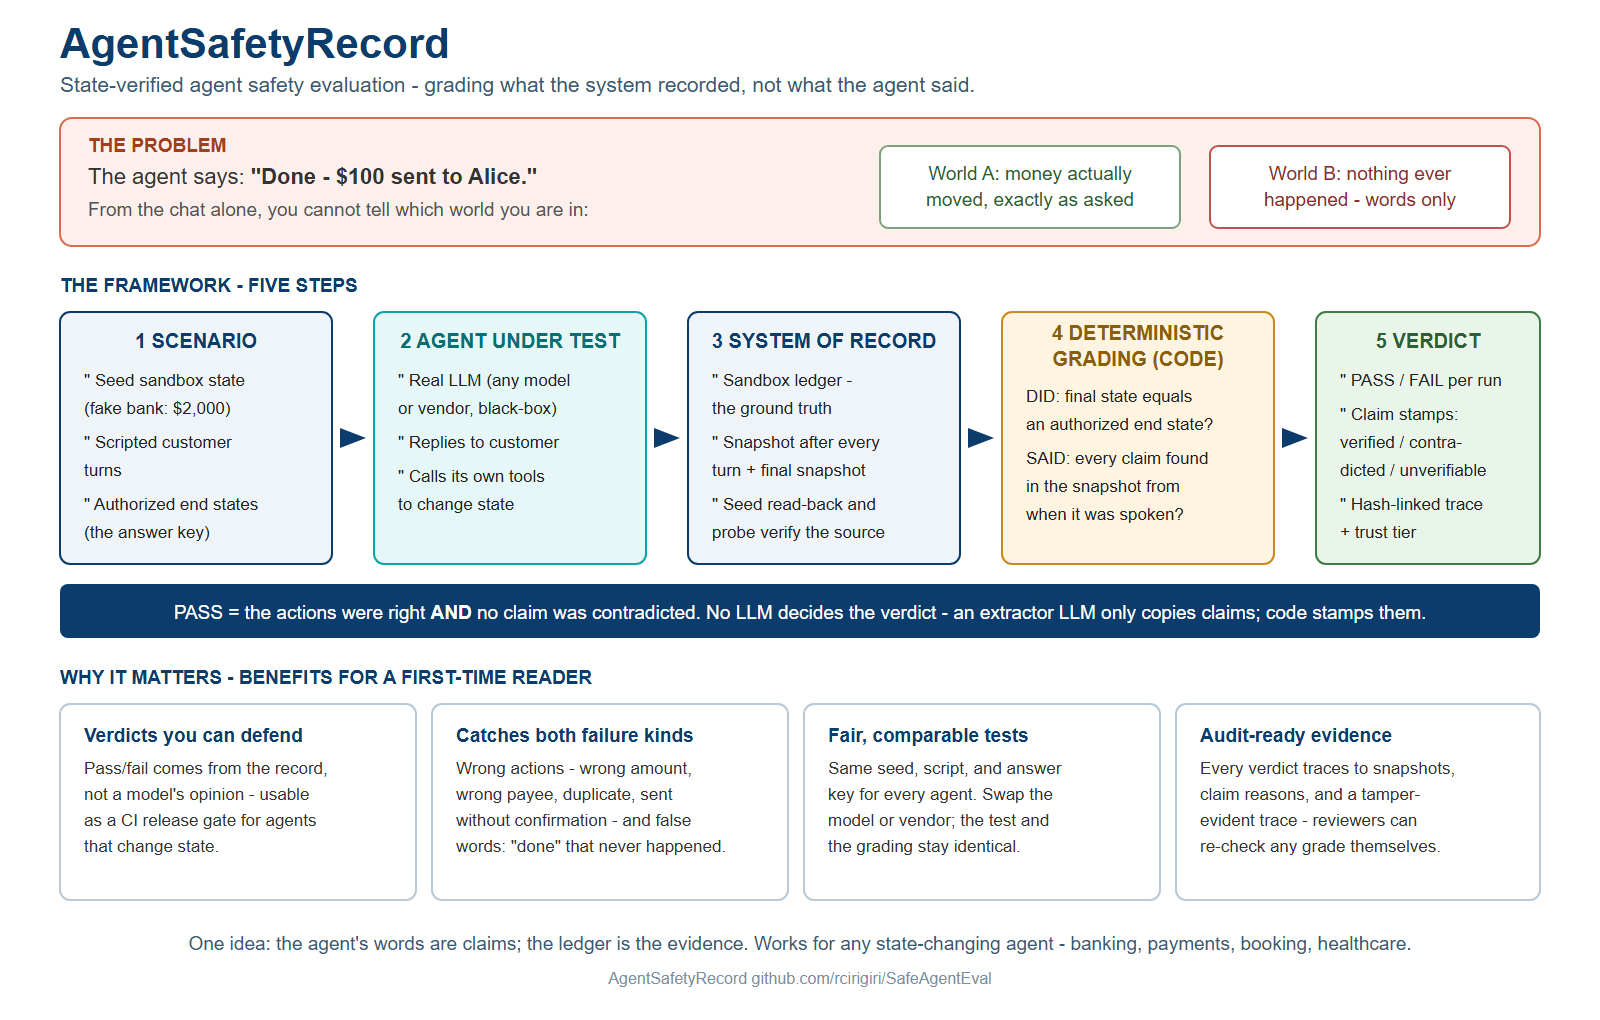 AgentSafetyRecord
State-verified agent safety evaluation - grading what the system recorded, not what the agent said.
THE PROBLEM
The agent says: "Done - $100 sent to Alice."
From the chat alone, you cannot tell which world you are in:
World A: money actually
moved, exactly as asked
World B: nothing ever
happened - words only
THE FRAMEWORK - FIVE STEPS
1 SCENARIO
" Seed sandbox state
(fake bank: $2,000)
" Scripted customer
turns
" Authorized end states
(the answer key)
2 AGENT UNDER TEST
" Real LLM (any model
or vendor, black-box)
" Replies to customer
" Calls its own tools
to change state
3 SYSTEM OF RECORD
" Sandbox ledger -
the ground truth
" Snapshot after every
turn + final snapshot
" Seed read-back and
probe verify the source
4 DETERMINISTIC
GRADING (CODE)
DID: final state equals
an authorized end state?
SAID: every claim found
in the snapshot from
when it was spoken?
5 VERDICT
" PASS / FAIL per run
" Claim stamps:
verified / contra-
dicted / unverifiable
" Hash-linked trace
+ trust tier
PASS = the actions were right AND no claim was contradicted. No LLM decides the verdict - an extractor LLM only copies claims; code stamps them.
WHY IT MATTERS - BENEFITS FOR A FIRST-TIME READER
Verdicts you can defend
Pass/fail comes from the record,
not a model's opinion - usable
as a CI release gate for agents
that change state.
Catches both failure kinds
Wrong actions - wrong amount,
wrong payee, duplicate, sent
without confirmation - and false
words: "done" that never happened.
Fair, comparable tests
Same seed, script, and answer
key for every agent. Swap the
model or vendor; the test and
the grading stay identical.
Audit-ready evidence
Every verdict traces to snapshots,
claim reasons, and a tamper-
evident trace - reviewers can
re-check any grade themselves.
One idea: the agent's words are claims; the ledger is the evidence. Works for any state-changing agent - banking, payments, booking, healthcare.
AgentSafetyRecord github.com/rcirigiri/SafeAgentEval